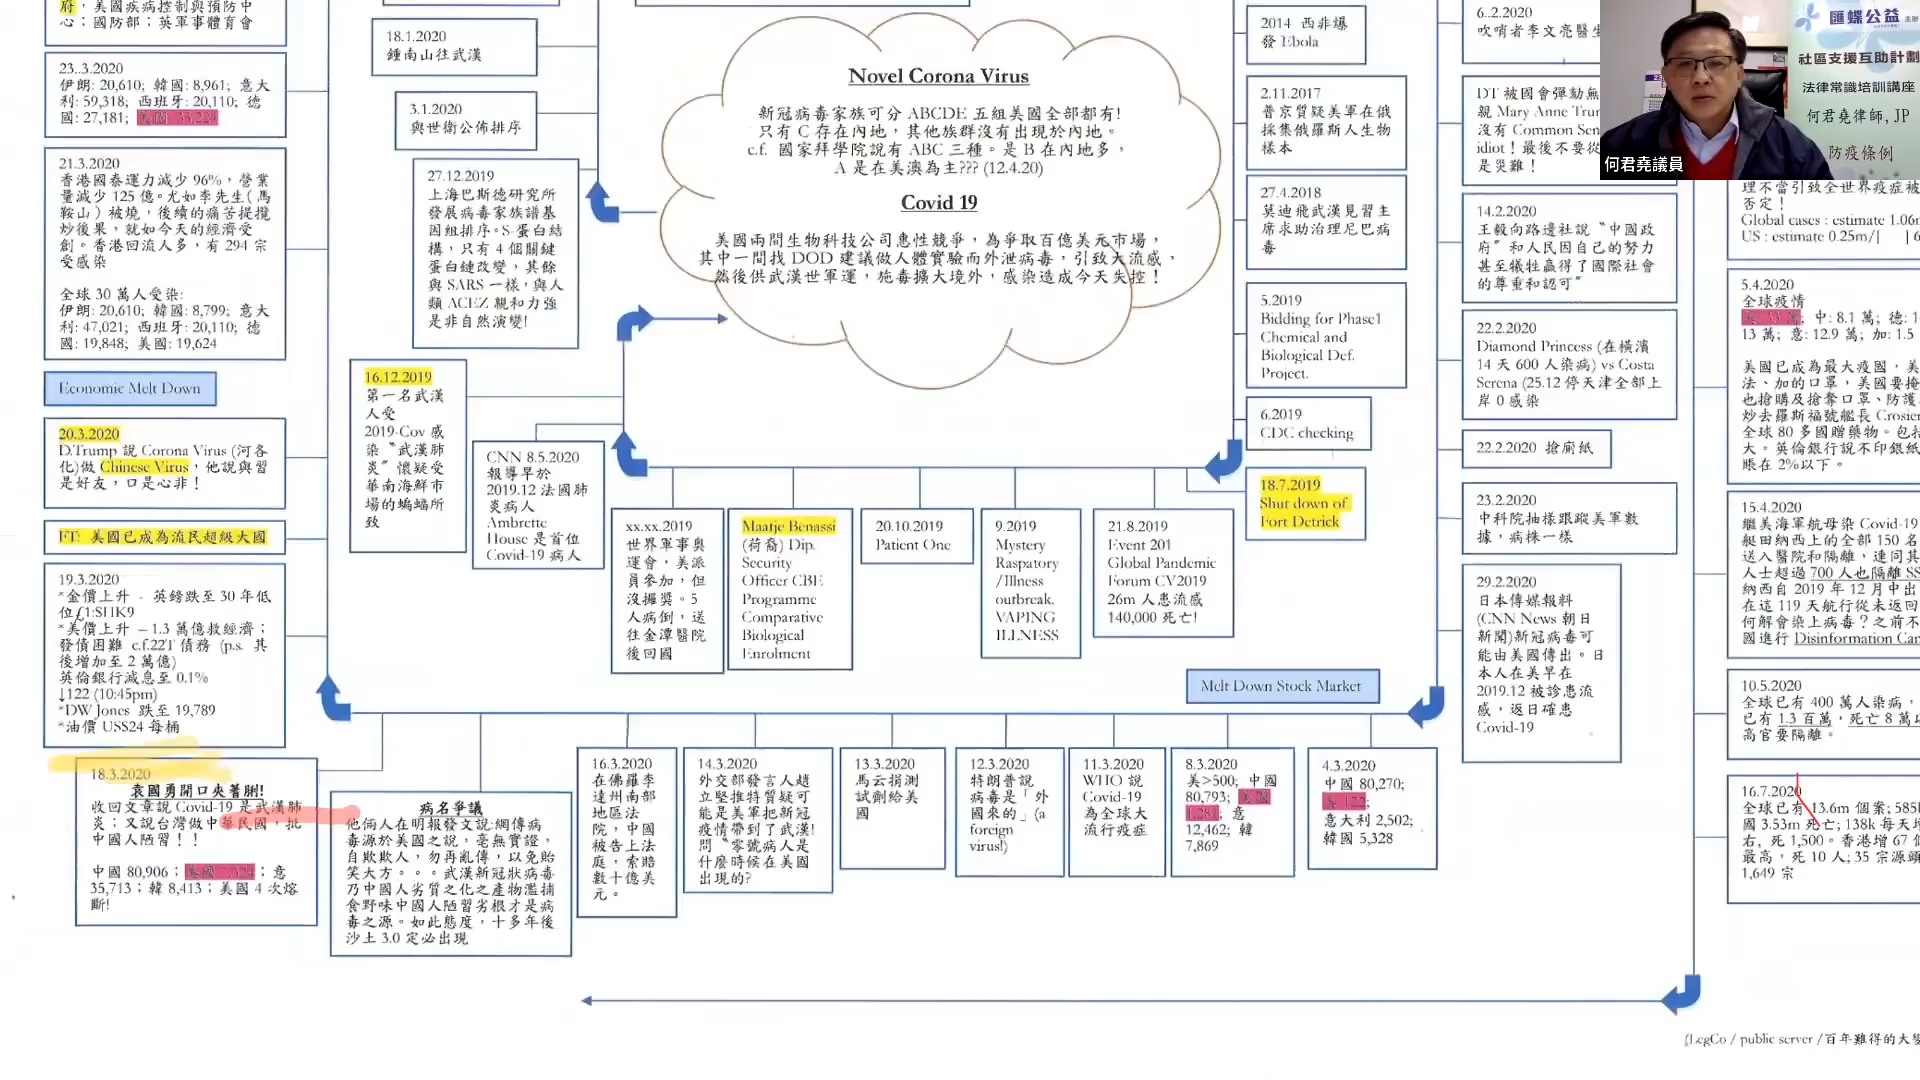 府，美國疾病控制與預防中
心；國防部；英軍事體育會
23..3.2020
伊朗: 20,610; 韓國: 8,961; 意大
利: 59,318; 西班牙: 20,110; 德
國: 27,181;
21.3.2020
香港國泰運力減少 96%，營業
量減少 125 億。尤如李先生(馬
鞍山）被燒，後續的痛苦提攬
炒後果，就如今天的經濟受
創。香港回流人多，有 294 宗
受感染
全球 30 萬人受染:
伊朗: 20,610; 韓國: 8,799; 意大
利: 47,021; 西班牙: 20,110; 德
國: 19,848; 美國: 19,624
Economic Melt Down
20.3.2020
D.Trump 說 Corona Virus (河各
化)做 Chinese Virus，他說與習
是好友，口是心非！
FT: 美國已成為流民超級大國
19.3.2020
*金價上升 - 英鎊跌至 30 年低
位£1:$HK9
*美價上升 – 1.3 萬億救經濟；
發債困難 c.f.22T 債務 (p.s. 其
後增加至 2 萬億)
英倫銀行減息至 0.1%
↓122 (10:45pm)
*DW Jones 跌至 19,789
*油價 US$24 每桶
18.3.2020
袁國勇開口夾著脷!
收回文章說 Covid-19 是武漢肺
炎；又說台灣做中華民國，批
中國人陋習！！
中國 80,906；；意
35,713；韓 8,413；美國 4 次熔
斷!
病名爭議
他倆人在明報發文說:網傳病
毒源於美國之說，毫無實證，
自欺欺人，勿再亂傳，以免貽
笑大方。。。武漢新冠狀病毒
乃中國人劣質之化之產物濫捕
食野味中國人陋習劣根才是病
毒之源。如此態度，十多年後
沙士 3.0 定必出現
18.1.2020
鍾南山往武漢
3.1.2020
與世衛公佈排序
27.12.2019
上海巴斯德研究所
發展病毒家族譜基
因組排序。S-蛋白結
構，只有 4 個關鍵
蛋白鏈改變，其餘
與 SARS 一樣，與人
類 ACEZ 親和力強
是非自然演變!
16.12.2019
第一名武漢
人受
2019-Cov 感
染〝武漢肺
炎〞懷疑受
華南海鮮市
場的蝙蝠所
致
CNN 8.5.2020
報導早於
2019.12 法國肺
炎病人
Ambrette
House 是首位
Covid-19 病人
Novel Corona Virus
新冠病毒家族可分 ABCDE 五組美國全部都有!
只有 C 存在內地，其他族群沒有出現於內地。
c.f. 國家拜學院說有 ABC 三種。是 B 在內地多，
A 是在美澳為主??? (12.4.20)
Covid 19
美國兩間生物科技公司惠性競爭，為爭取百億美元市場，
其中一間找 DOD 建議做人體實驗而外泄病毒，引致大流感，
然後供武漢世軍運，施毒擴大境外，感染造成今天失控！
xx.xx.2019
世界軍事奧
運會，美派
員參加，但
沒攞獎。5
人病倒，送
往金潭醫院
後回國
Maatje Benassi
(荷裔) Dip.
Security
Officer CBE
Programme
Comparative
Biological
Enrolment
20.10.2019
Patient One
9.2019
Mystery
Raspatory
/Illness
outbreak.
VAPING
ILLNESS
21.8.2019
Event 201
Global Pandemic
Forum CV2019
26m 人患流感
140,000 死亡!
2014 西非爆
發 Ebola
2.11.2017
普京質疑美軍在俄
採集俄羅斯人生物
樣本
27.4.2018
莫迪飛武漢見習主
席求助治理尼巴病
毒
5.2019
Bidding for Phase1
Chemical and
Biological Def.
Project.
6.2019
CDC checking
18.7.2019
Shut down of
Fort Detrick
Melt Down Stock Market
16.3.2020
在佛羅李
達州南部
地區法
院，中國
被告上法
庭，索賠
數十億美
元。
14.3.2020
外交部發言人趙
立堅推特質疑可
能是美軍把新冠
疫情帶到了武漢!
問〝零號病人是
什麼時候在美國
出現的?
13.3.2020
馬云捐測
試劑給美
國
12.3.2020
特朗普說
病毒是「外
國來的」(a
foreign
virus!)
11.3.2020
WHO 說
Covid-19
為全球大
流行疫症
8.3.2020
美>500; 中國
80,793; 美國
1,281; 意
12,462; 韓
7,869
4.3.2020
中國 80,270;
意大利 2,502;
韓國 5,328
6.2.2020
吹哨者李文亮醫生
DT 被國會彈劾無
親 Mary Anne Trum
沒有 Common Sen
idiot！最後不要從
是災難！
14.2.2020
王毅向路邊社說〝中國政
府〞和人民因自己的努力
甚至犧牲贏得了國際社會
的尊重和認可〞
22.2.2020
Diamond Princess (在橫濱
14 天 600 人染病) vs Costa
Serena (25.12 停天津全部上
岸 0 感染
22.2.2020 搶廁紙
23.2.2020
中科院抽樣跟蹤美軍數
據，病株一樣
29.2.2020
日本傳媒報料
(CNN News 朝日
新聞)新冠病毒可
能由美國傳出。日
本人在美早在
2019.12 被診患流
感，返日確患
Covid-19
匯蝶公益 主辦
社區支援互助計劃
法律常識培訓講座
何君堯律師, JP
防疫條例
何君堯議員
理不當引致全世界疫症被
否定！
Global cases : estimate 1.06m
US : estimate 0.25m/[ ] 6
5.4.2020
全球疫情
中: 8.1 萬; 德: 1
13 萬; 意: 12.9 萬; 加: 1.5
美國已成為最大疫國，美
法、加的口罩，美國要掩
也搶購及搶奪口罩、防護
炒去羅斯福號艦長 Crosier
全球 80 多國贈藥物。包括
大。英倫銀行說不印銀紙
賬在 2%以下。
15.4.2020
繼美海軍航母染 Covid-19
艇田納西上的全部 150 名
送入醫院和隔離，連同其
人士超過 700 人也隔離 SS
納西自 2019 年 12 月中出
在這 119 天航行從未返回
何解會染上病毒？之前不
國進行 Disinformation Cam
10.5.2020
全球已有 400 萬人染病，
已有 1.3 百萬，死亡 8 萬以
高官要隔離。
16.7.2020
全球已有 13.6m 個案; 585k
國 3.53m 死亡; 138k 每天增
右, 死 1,500。香港增 67 個
最高，死 10 人; 35 宗源頭
1,649 宗
(LegCo / public server /百年難得的大變